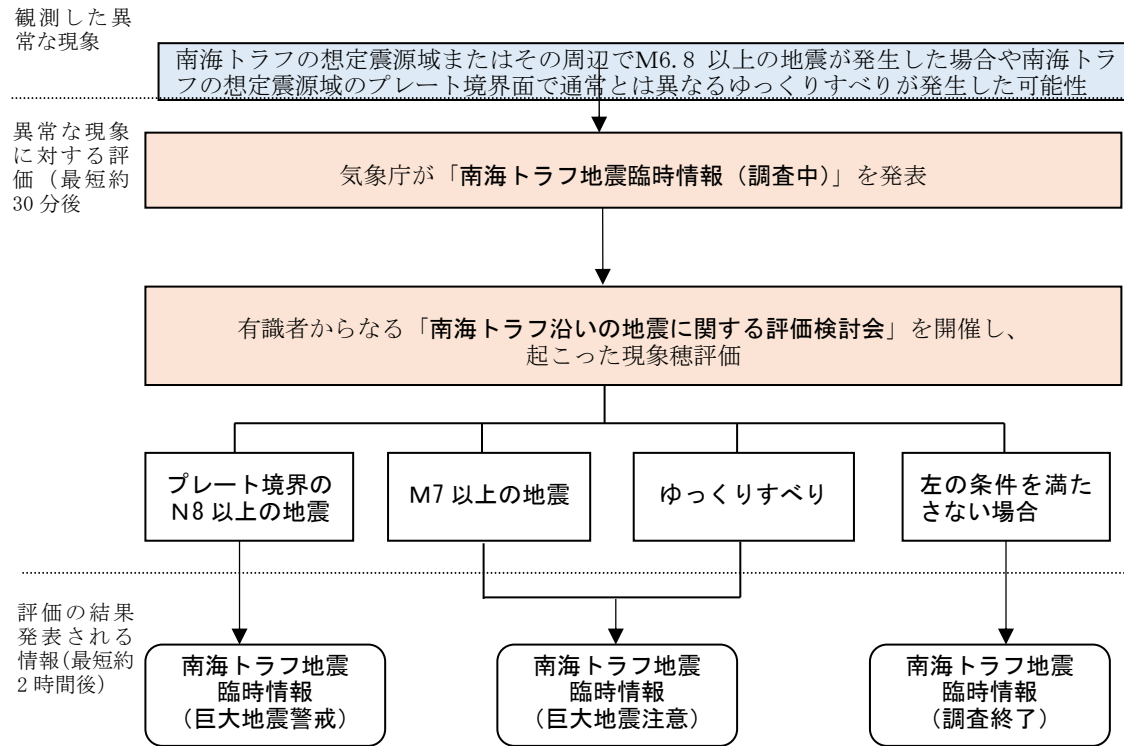 観測した異
常な現象
南海トラフの想定震源域またはその周辺でM6.8 以上の地震が発生した場合や南海トラ
フの想定震源域のプレート境界面で通常とは異なるゆっくりすべりが発生した可能性
異常な現象
に対する評
価（最短約
30 分後
気象庁が「南海トラフ地震臨時情報（調査中）」を発表
有識者からなる「南海トラフ沿いの地震に関する評価検討会」を開催し、
起こった現象穂評価
プレート境界の
N8 以上の地震
M7 以上の地震
ゆっくりすべり
左の条件を満た
さない場合
評価の結果
発表される
情報(最短約
2 時間後）
南海トラフ地震
臨時情報
（巨大地震警戒）
南海トラフ地震
臨時情報
（巨大地震注意）
南海トラフ地震
臨時情報
（調査終了）